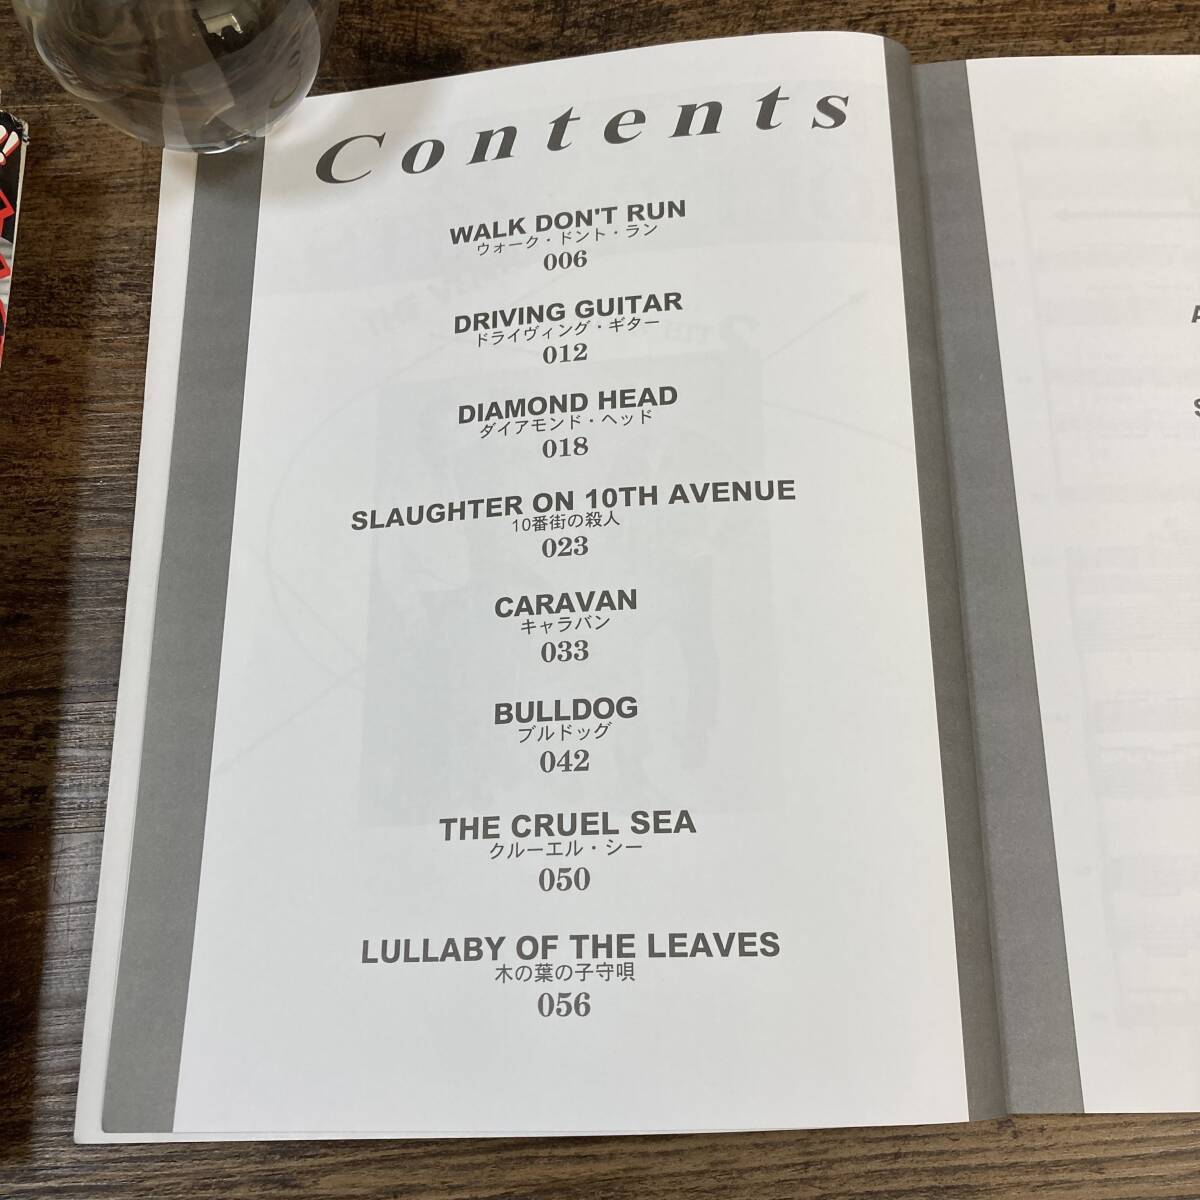 Contents
WALK DON'T RUN
ウォーク・ドント・ラン
006
DRIVING GUITAR
ドライヴィング・ギター
012
DIAMOND HEAD
ダイアモンド・ヘッド
018
SLAUGHTER ON 10TH AVENUE
10番街の殺人
023
CARAVAN
キャラバン
033
BULLDOG
ブルドッグ
042
THE CRUEL SEA
クルーエル・シー
050
LULLABY OF THE LEAVES
木の葉の子守唄
056